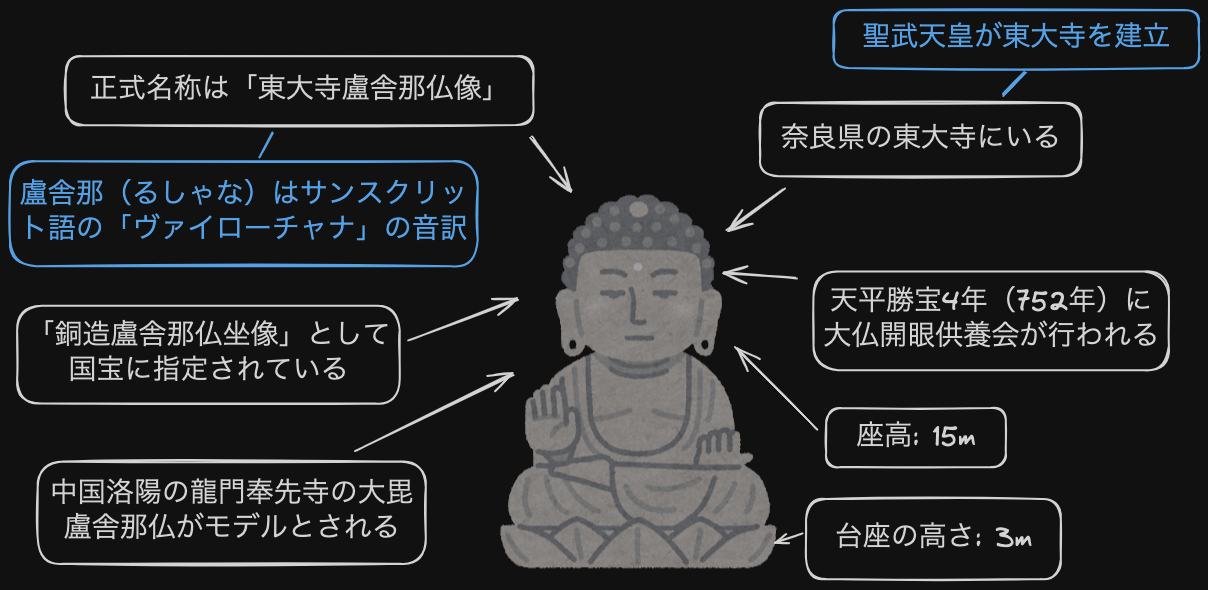 聖武天皇が東大寺を建立
正式名称は「東大寺盧舎那仏像」
奈良県の東大寺にいる
盧舎那（るしゃな）はサンスクリッ
ト語の「ヴァイローチャナ」の音訳
天平勝宝4年（752年）に
大仏開眼供養会が行われる
「銅造盧舎那仏坐像」として
国宝に指定されている
座高: 15m
中国洛陽の龍門奉先寺の大毘
盧舎那仏がモデルとされる
台座の高さ: 3m